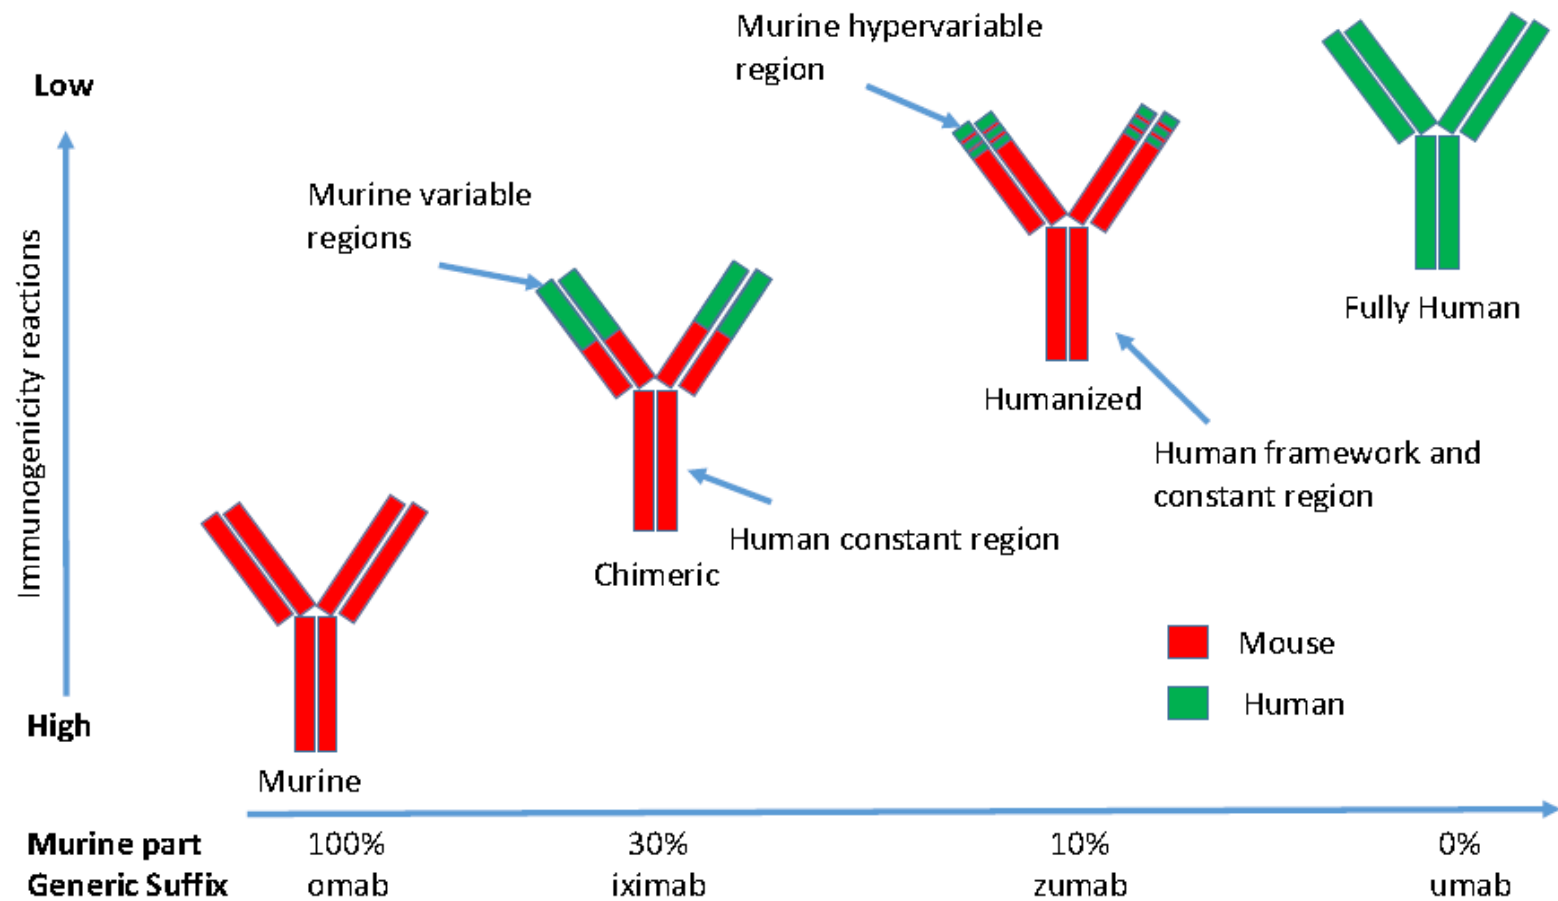 Murine hypervariable
region
Low
Murine variable
regions
Immunogenicity reactions
Fully Human
Humanized
Human framework and
constant region
Human constant region
Chimeric
Mouse
Human
High
Murine
Murine part 100% 30% 10% 0%
Generic Suffix omab iximab zumab umab